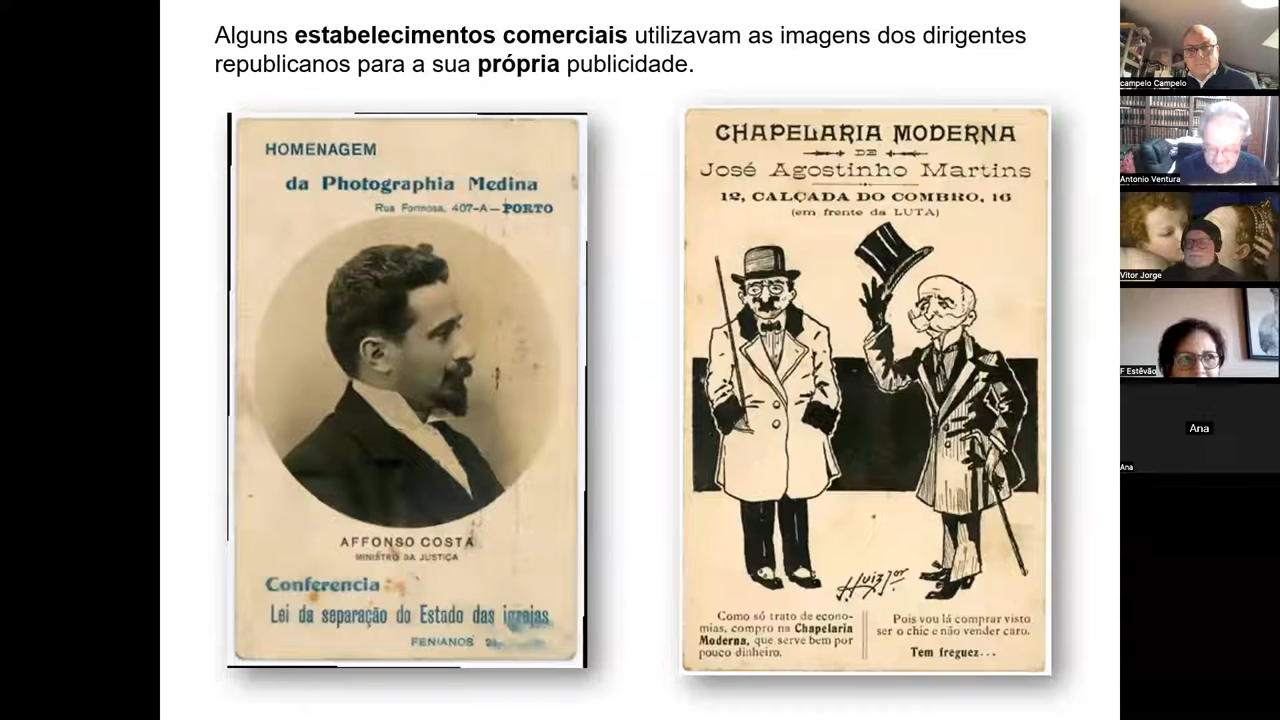 Alguns estabelecimentos comerciais utilizavam as imagens dos dirigentes
republicanos para a sua própria publicidade.
HOMENAGEM
da Photographia Medina
Rua Formosa, 407-A—PORTO
AFFONSO COSTA
MINISTRO DA JUSTIÇA
Conferencia
Lei da separação do Estado das igrejas
FENIANOS
CHAPELARIA MODERNA
DE
José Agostinho Martins
12, CALÇADA DO COMBRO, 16
(em frente da LUTA)
Como só trato de econo-
mias, compro na Chapelaria
Moderna, que serve bem por
pouco dinheiro.
Pois vou lá comprar visto
ser o chic e não vender caro.
Tem freguez...
campelo Campelo
Antonio Ventura
Vitor Jorge
F Estêvão
Ana
Ana